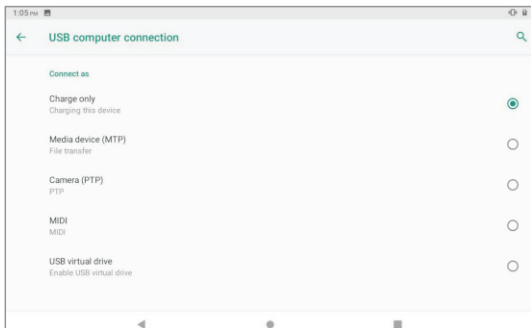 1:05 PM
USB computer connection
Connect as
Charge only
Charging this device
Media device (MTP)
File transfer
Camera (PTP)
PTP
MIDI
MIDI
USB virtual drive
Enable USB virtual drive